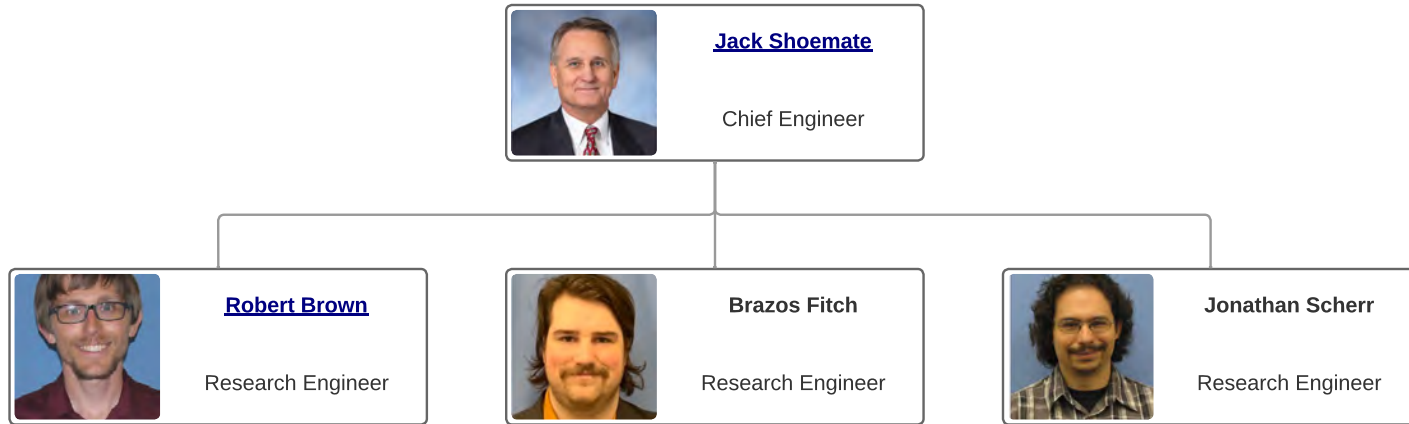 Jack Shoemate
Chief Engineer
Robert Brown
Research Engineer
Brazos Fitch
Research Engineer
Jonathan Scherr
Research Engineer